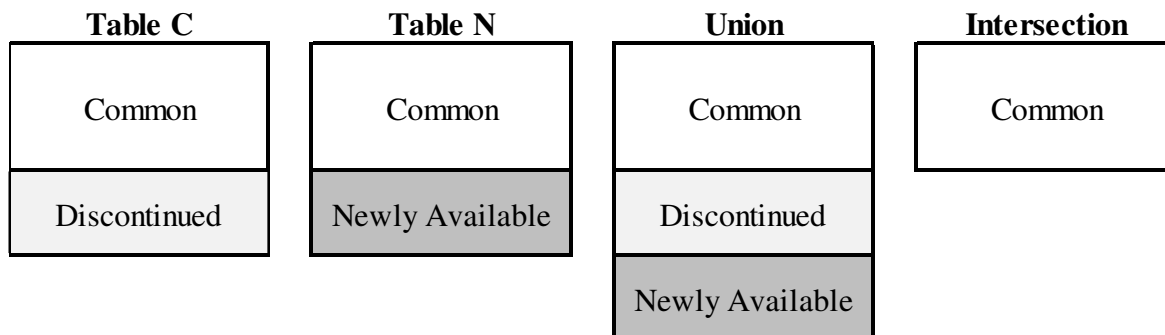 Table C Table N Union Intersection
Common Common Common Common
Discontinued Newly Available Discontinued
Newly Available